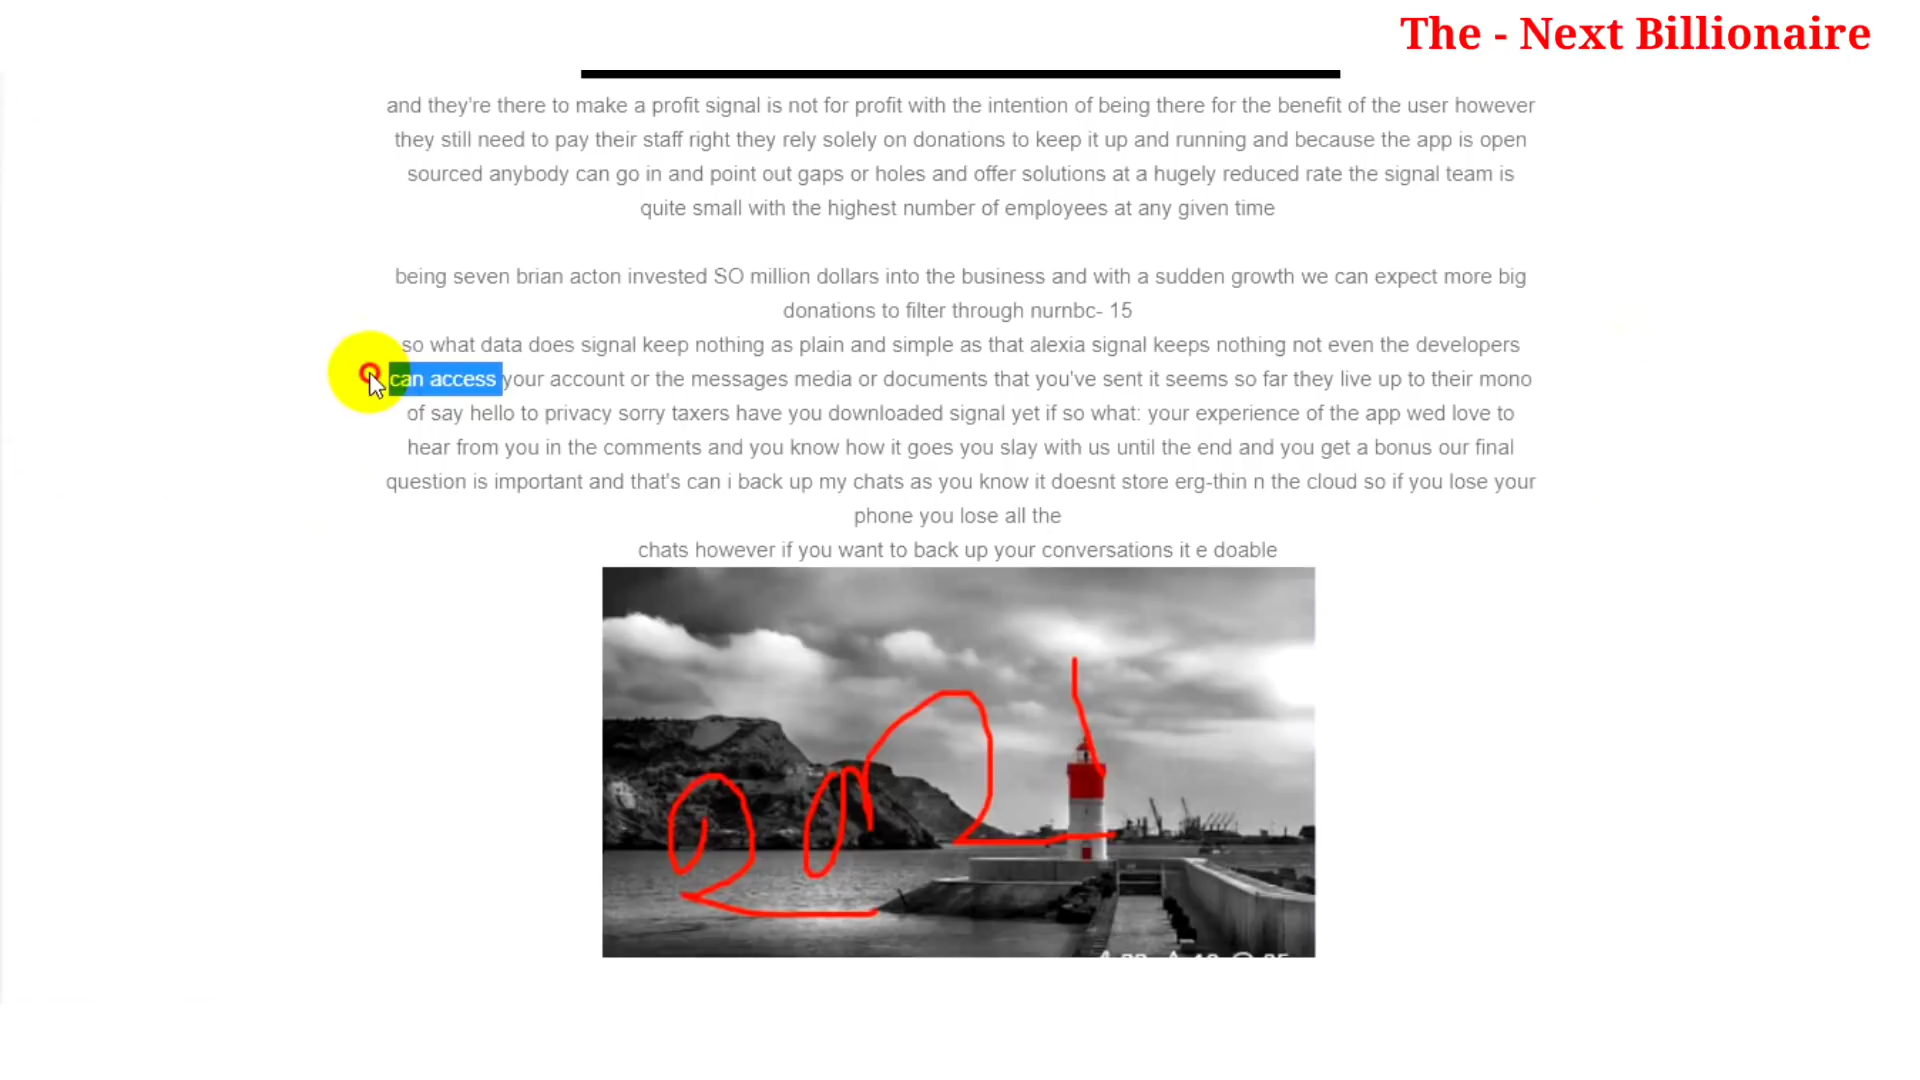 The - Next Billionaire
and they're there to make a profit signal is not for profit with the intention of being there for the benefit of the user however
they still need to pay their staff right they rely solely on donations to keep it up and running and because the app is open
sourced anybody can go in and point out gaps or holes and offer solutions at a hugely reduced rate the signal team is
quite small with the highest number of employees at any given time
being seven brian acton invested SO million dollars into the business and with a sudden growth we can expect more big
donations to filter through nurnbc- 15
so what data does signal keep nothing as plain and simple as that alexia signal keeps nothing not even the developers
can access your account or the messages media or documents that you've sent it seems so far they live up to their mono
of say hello to privacy sorry taxers have you downloaded signal yet if so what: your experience of the app wed love to
hear from you in the comments and you know how it goes you slay with us until the end and you get a bonus our final
question is important and that's can i back up my chats as you know it doesnt store erg-thin n the cloud so if you lose your
phone you lose all the
chats however if you want to back up your conversations it e doable